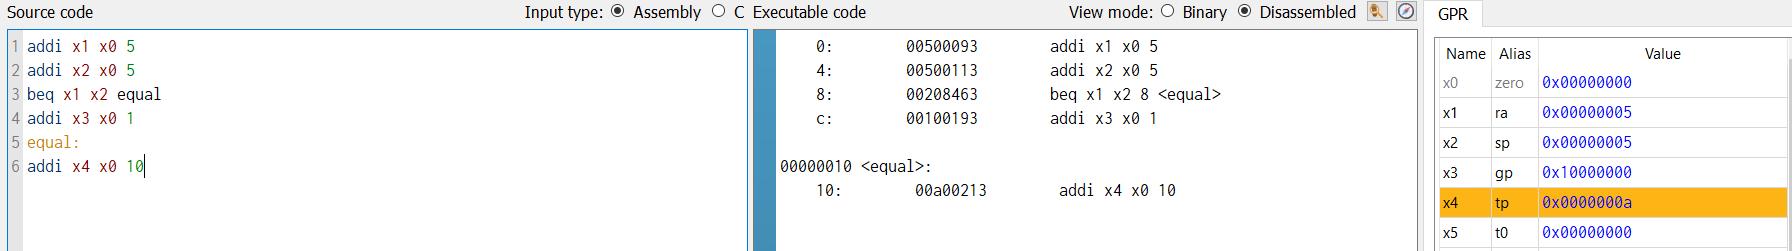 Source code Input type: Assembly C Executable code View mode: Binary Disassembled GPR
1 addi x1 x0 5
2 addi x2 x0 5
3 beq x1 x2 equal
4 addi x3 x0 1
5 equal:
6 addi x4 x0 10
0: 00500093 addi x1 x0 5
4: 00500113 addi x2 x0 5
8: 00208463 beq x1 x2 8 <equal>
c: 00100193 addi x3 x0 1
00000010 <equal>:
10: 00a00213 addi x4 x0 10
Name Alias Value
x0 zero 0x00000000
x1 ra 0x00000005
x2 sp 0x00000005
x3 gp 0x10000000
x4 tp 0x0000000a
x5 t0 0x00000000